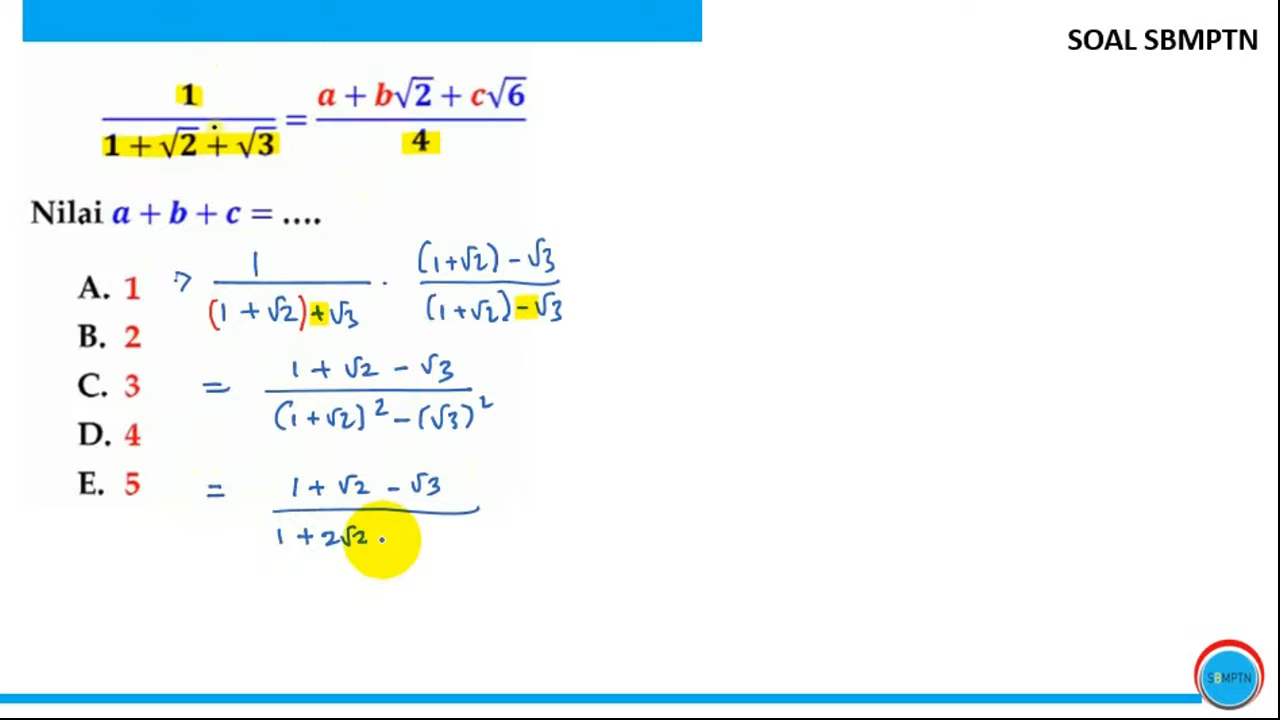 SOAL SBMPTN
1/(1 + √2 + √3) = (a + b√2 + c√6)/4
Nilai a + b + c = ....
A. 1
B. 2
C. 3
D. 4
E. 5
1/((1 + √2) + √3) · ((1+√2) - √3)/((1+√2) - √3)
= (1 + √2 - √3)/((1+√2)² - (√3)²)
= (1 + √2 - √3)/(1 + 2√2
SBMPTN